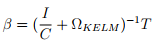 β = (I/C + Ω_KELM)^{-1}T